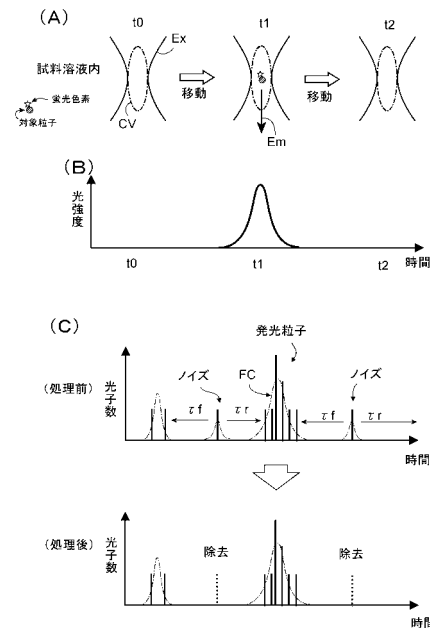 (A)
t0
t1
t2
Ex
試料溶液内
蛍光色素
対象粒子
CV
移動
移動
Em
(B)
光強度
t0
t1
t2
時間
(C)
発光粒子
(処理前)
光子数
ノイズ
FC
ノイズ
τf
τr
τf
τr
時間
(処理後)
光子数
除去
除去
時間